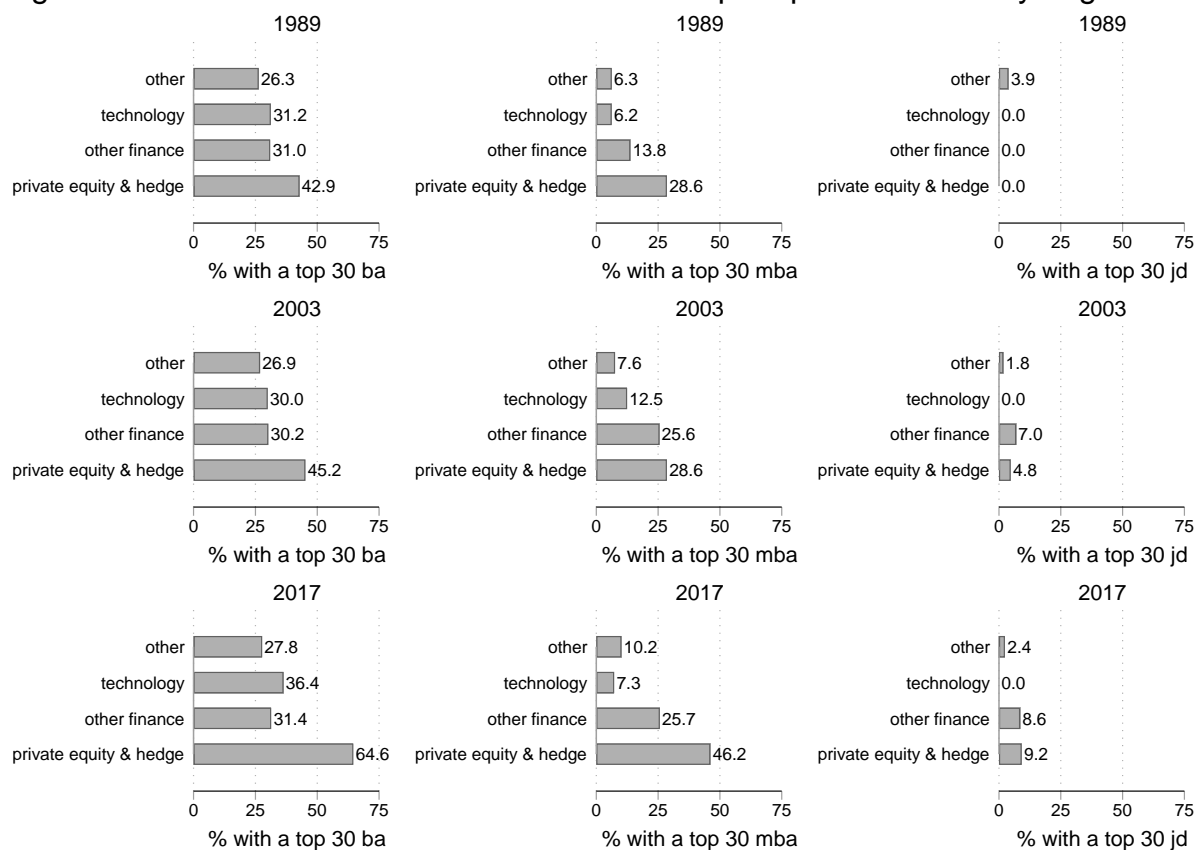 1989
other 26.3
technology 31.2
other finance 31.0
private equity & hedge 42.9
0 25 50 75
% with a top 30 ba
1989
other 6.3
technology 6.2
other finance 13.8
private equity & hedge 28.6
0 25 50 75
% with a top 30 mba
1989
other 3.9
technology 0.0
other finance 0.0
private equity & hedge 0.0
0 25 50 75
% with a top 30 jd
2003
other 26.9
technology 30.0
other finance 30.2
private equity & hedge 45.2
0 25 50 75
% with a top 30 ba
2003
other 7.6
technology 12.5
other finance 25.6
private equity & hedge 28.6
0 25 50 75
% with a top 30 mba
2003
other 1.8
technology 0.0
other finance 7.0
private equity & hedge 4.8
0 25 50 75
% with a top 30 jd
2017
other 27.8
technology 36.4
other finance 31.4
private equity & hedge 64.6
0 25 50 75
% with a top 30 ba
2017
other 10.2
technology 7.3
other finance 25.7
private equity & hedge 46.2
0 25 50 75
% with a top 30 mba
2017
other 2.4
technology 0.0
other finance 8.6
private equity & hedge 9.2
0 25 50 75
% with a top 30 jd